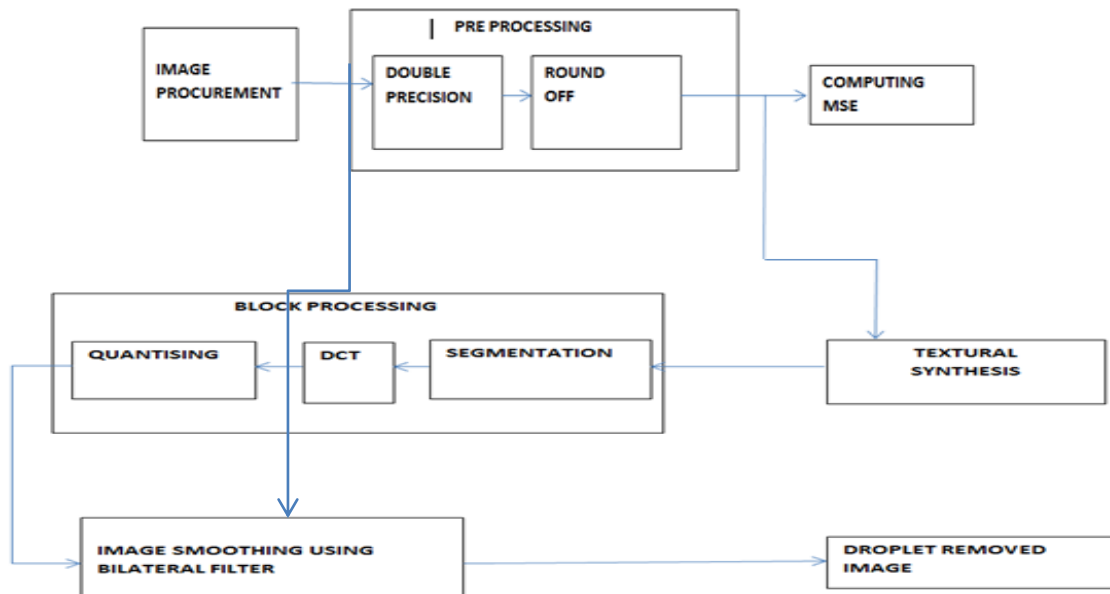 PRE PROCESSING
IMAGE
PROCUREMENT
DOUBLE
PRECISION
ROUND
OFF
COMPUTING
MSE
BLOCK PROCESSING
QUANTISING
DCT
SEGMENTATION
TEXTURAL
SYNTHESIS
IMAGE SMOOTHING USING
BILATERAL FILTER
DROPLET REMOVED
IMAGE